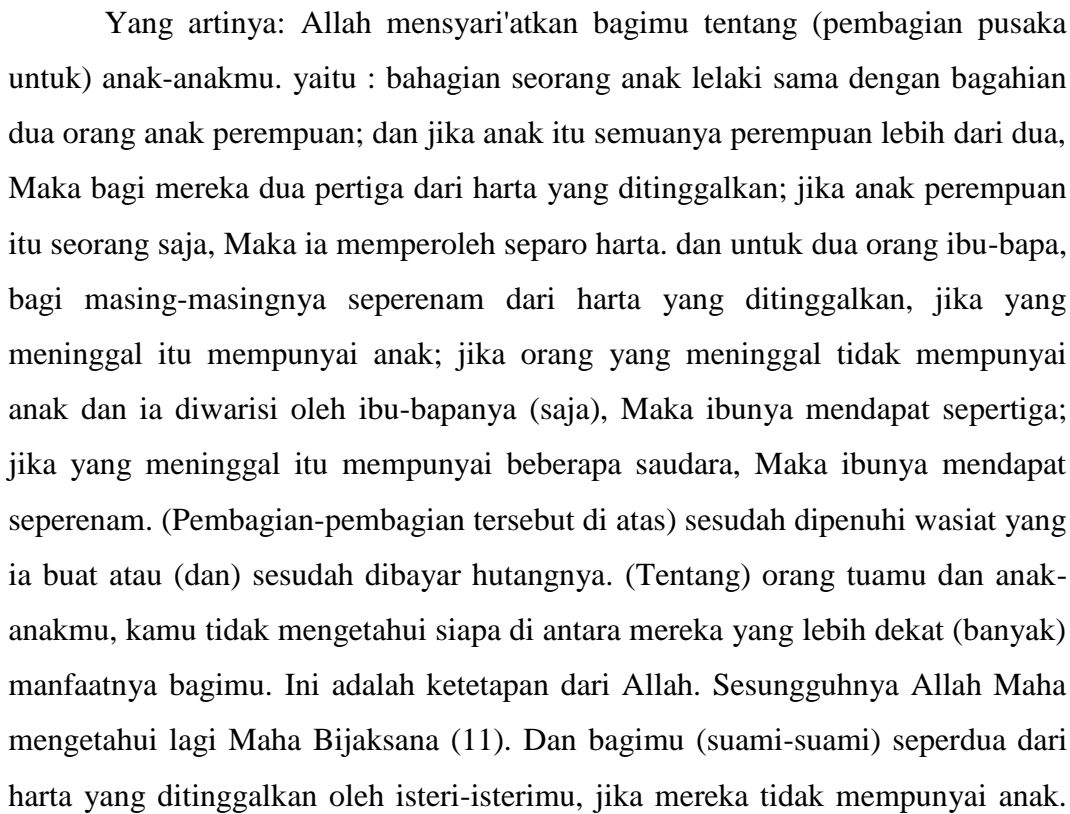 Yang artinya: Allah mensyari'atkan bagimu tentang (pembagian pusaka
untuk) anak-anakmu. yaitu : bahagian seorang anak lelaki sama dengan bagahian
dua orang anak perempuan; dan jika anak itu semuanya perempuan lebih dari dua,
Maka bagi mereka dua pertiga dari harta yang ditinggalkan; jika anak perempuan
itu seorang saja, Maka ia memperoleh separo harta. dan untuk dua orang ibu-bapa,
bagi masing-masingnya seperenam dari harta yang ditinggalkan, jika yang
meninggal itu mempunyai anak; jika orang yang meninggal tidak mempunyai
anak dan ia diwarisi oleh ibu-bapanya (saja), Maka ibunya mendapat sepertiga;
jika yang meninggal itu mempunyai beberapa saudara, Maka ibunya mendapat
seperenam. (Pembagian-pembagian tersebut di atas) sesudah dipenuhi wasiat yang
ia buat atau (dan) sesudah dibayar hutangnya. (Tentang) orang tuamu dan anak-
anakmu, kamu tidak mengetahui siapa di antara mereka yang lebih dekat (banyak)
manfaatnya bagimu. Ini adalah ketetapan dari Allah. Sesungguhnya Allah Maha
mengetahui lagi Maha Bijaksana (11). Dan bagimu (suami-suami) seperdua dari
harta yang ditinggalkan oleh isteri-isterimu, jika mereka tidak mempunyai anak.